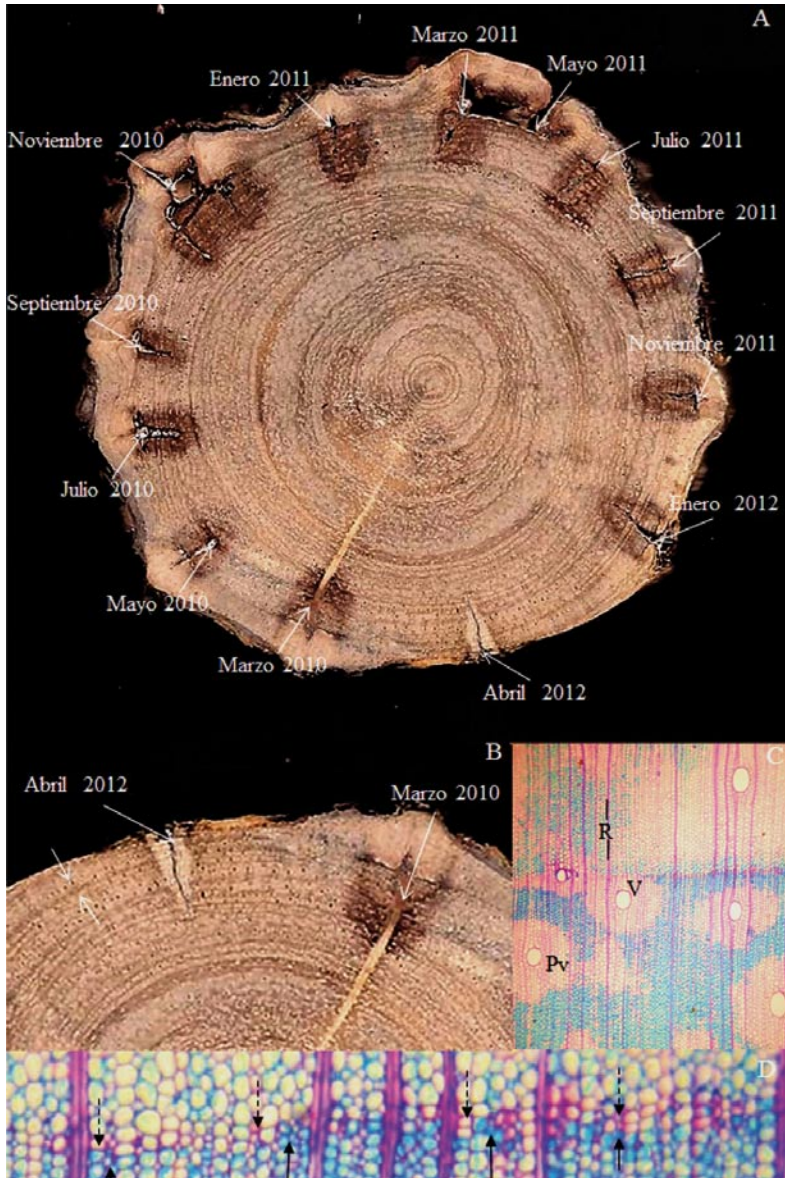 A
Marzo 2011
Enero 2011
Mayo 2011
Noviembre 2010
Julio 2011
Septiembre 2011
Septiembre 2010
Noviembre 2011
Julio 2010
Enero 2012
Mayo 2010
Marzo 2010
Abril 2012
B
Abril 2012
Marzo 2010
C
R
V
Pv
D